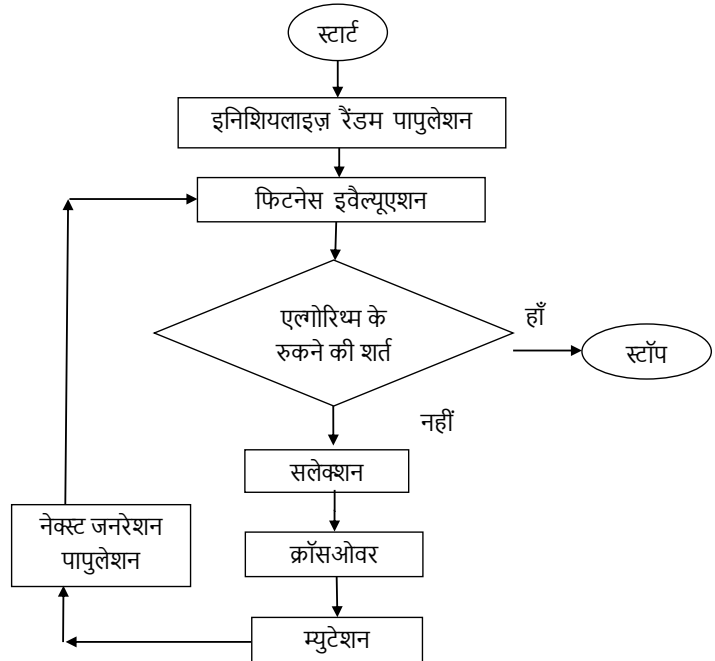 स्टार्ट
इनिशियलाइज़ रैंडम पापुलेशन
फिटनेस इवैल्यूएशन
एल्गोरिथ्म के
रुकने की शर्त
हाँ
स्टॉप
नहीं
सलेक्शन
क्रॉसओवर
म्युटेशन
नेक्स्ट जनरेशन
पापुलेशन